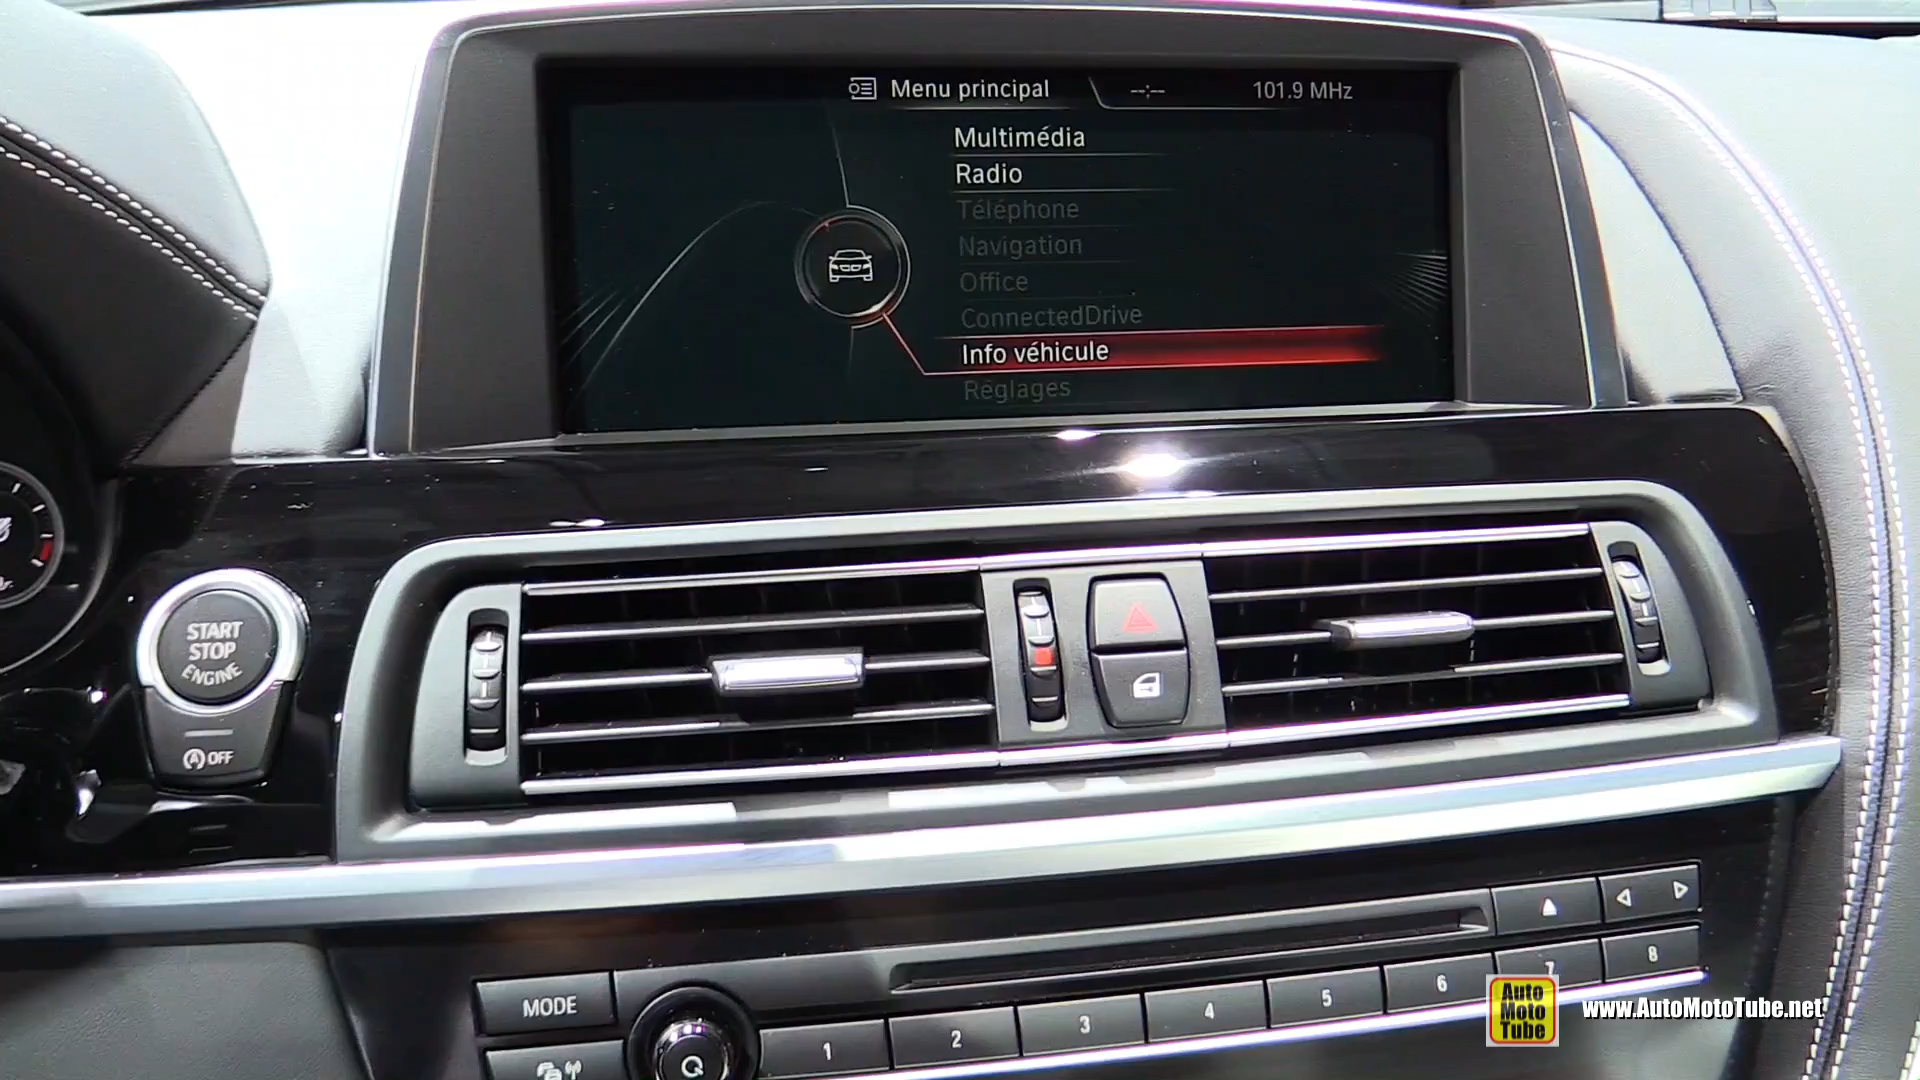 Menu principal --:-- 101.9 MHz
Multimédia
Radio
Téléphone
Navigation
Office
ConnectedDrive
Info véhicule
Réglages
START
STOP
ENGINE
A OFF
MODE
1 2 3 4 5 6 7 8
Auto
Moto
Tube
www.AutoMotoTube.net